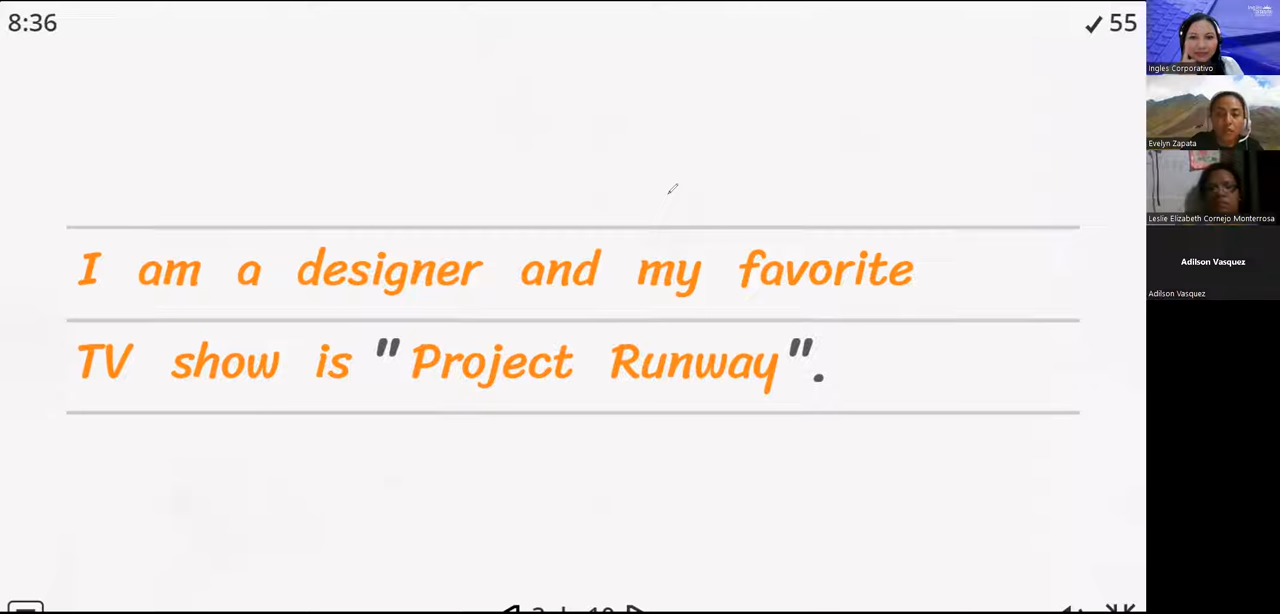 8:36
✓ 55
I am a designer and my favorite
TV show is "Project Runway".
Ingles Corporativo
Evelyn Zapata
Leslie Elizabeth Cornejo Monterrosa
Adilson Vasquez
Adilson Vasquez